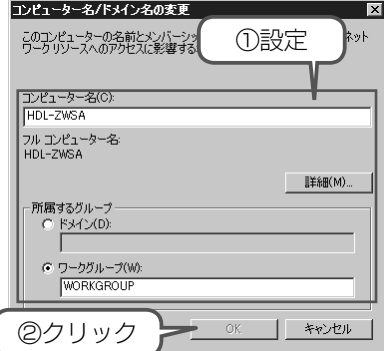 コンピューター名/ドメイン名の変更
このコンピューターの名前とメンバーシッ
ネット
ワーク リソースへのアクセスに影響する
①設定
コンピューター名(C):
HDL-ZWSA
フル コンピューター名:
HDL-ZWSA
詳細(M)...
所属するグループ
ドメイン(D):
ワークグループ(W):
WORKGROUP
②クリック
OK
キャンセル